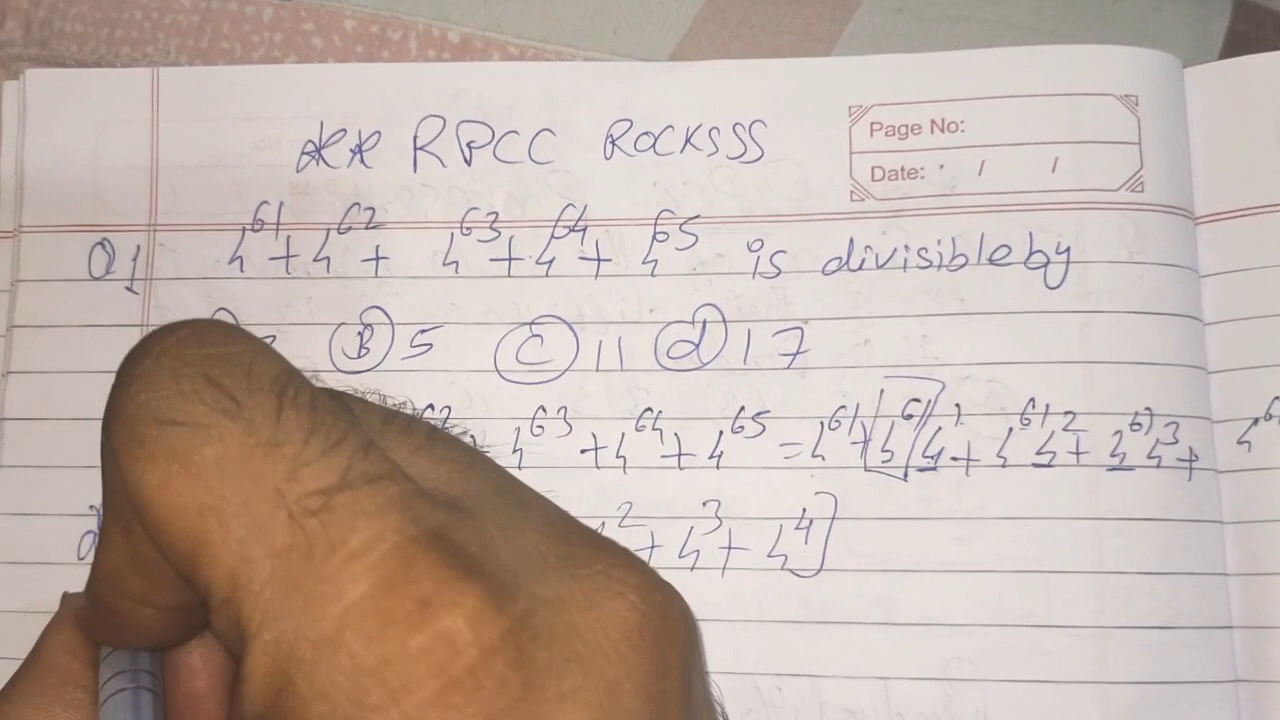 RPCC ROCKSSS
Page No:
Date: / /
Q1 4^61 + 4^62 + 4^63 + 4^64 + 4^65 is divisible by
(B) 5 (C) 11 (d) 17
+ 4^63 + 4^64 + 4^65 = 4^61 + 4^61 4^1 + 4^61 4^2 + 4^61 4^3 +
+ 4^3 + 4^4]